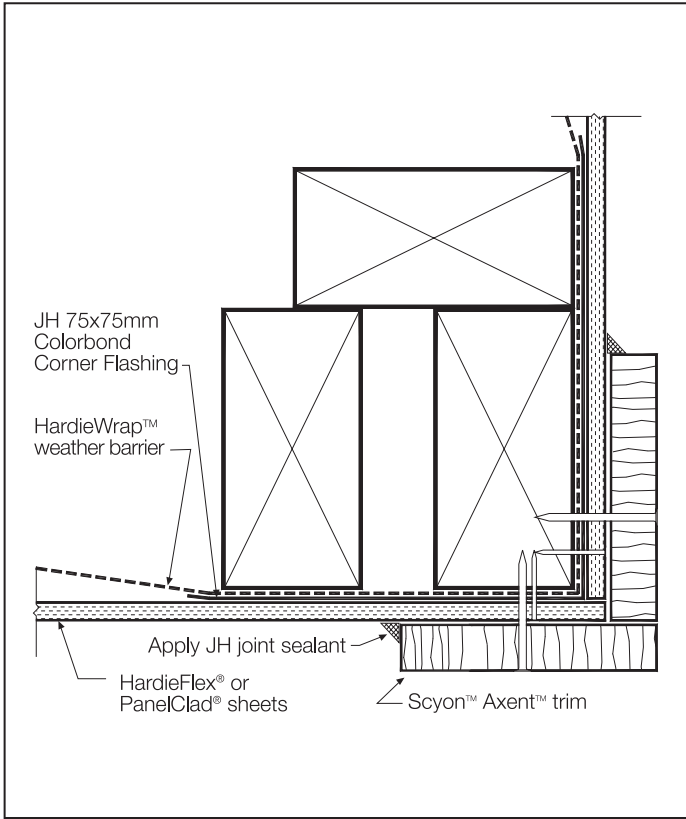 JH 75x75mm
Colorbond
Corner Flashing
HardieWrap™
weather barrier
Apply JH joint sealant
HardieFlex® or
PanelClad® sheets
Scyon™ Axent™ trim